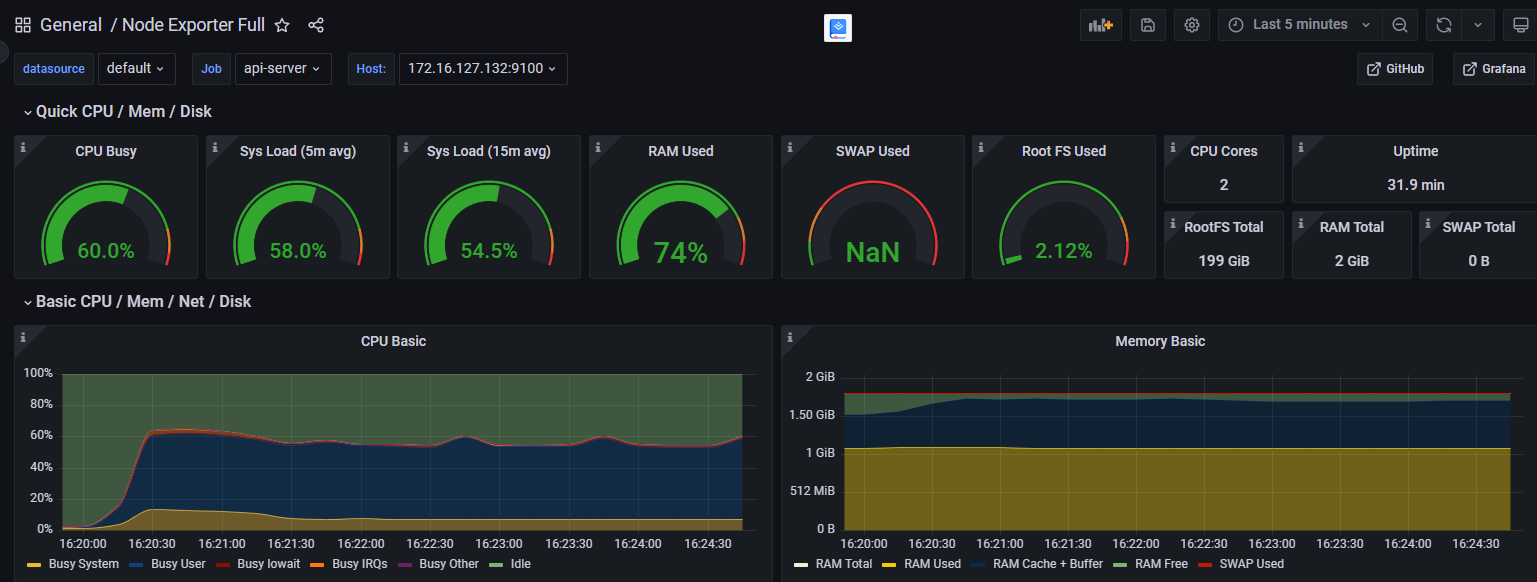 General / Node Exporter Full
Last 5 minutes
datasource default Job api-server Host: 172.16.127.132:9100 GitHub Grafana
Quick CPU / Mem / Disk
CPU Busy
60.0%
Sys Load (5m avg)
58.0%
Sys Load (15m avg)
54.5%
RAM Used
74%
SWAP Used
NaN
Root FS Used
2.12%
CPU Cores
2
Uptime
31.9 min
RootFS Total
199 GiB
RAM Total
2 GiB
SWAP Total
0 B
Basic CPU / Mem / Net / Disk
CPU Basic
100%
80%
60%
40%
20%
0%
16:20:00 16:20:30 16:21:00 16:21:30 16:22:00 16:22:30 16:23:00 16:23:30 16:24:00 16:24:30
Busy System Busy User Busy Iowait Busy IRQs Busy Other Idle
Memory Basic
2 GiB
1.50 GiB
1 GiB
512 MiB
0 B
16:20:00 16:20:30 16:21:00 16:21:30 16:22:00 16:22:30 16:23:00 16:23:30 16:24:00 16:24:30
RAM Total RAM Used RAM Cache + Buffer RAM Free SWAP Used